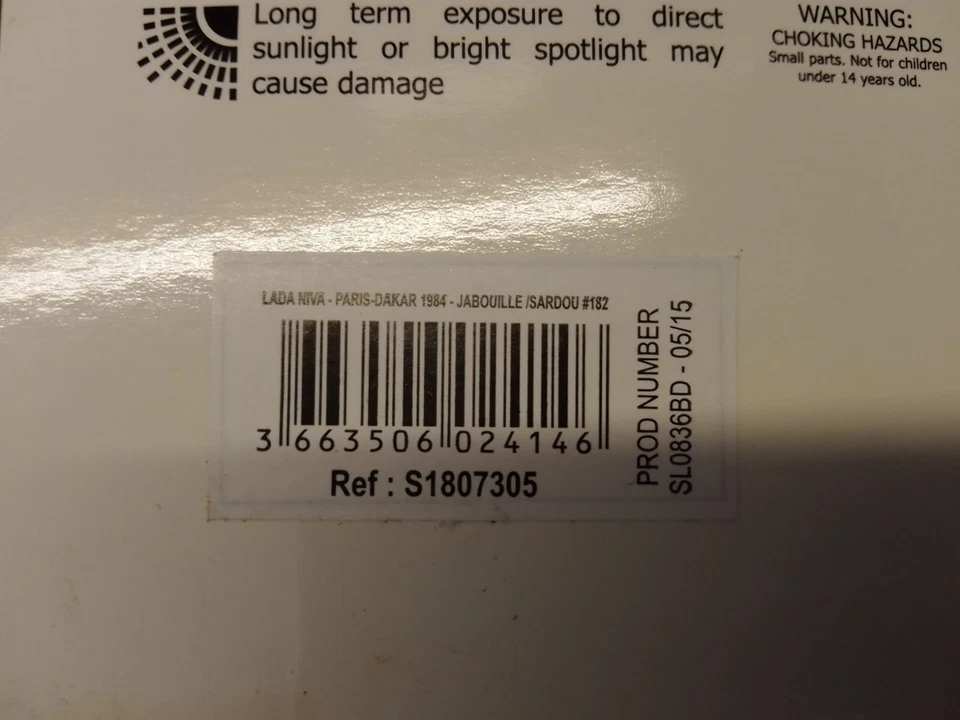 Long term exposure to direct
sunlight or bright spotlight may
cause damage
WARNING:
CHOKING HAZARDS
Small parts. Not for children
under 14 years old.
LADA NIVA - PARIS-DAKAR 1984 - JABOUILLE /SARDOU #182
3 663506 024146
Ref : S1807305
PROD NUMBER
SL0836BD - 05/15